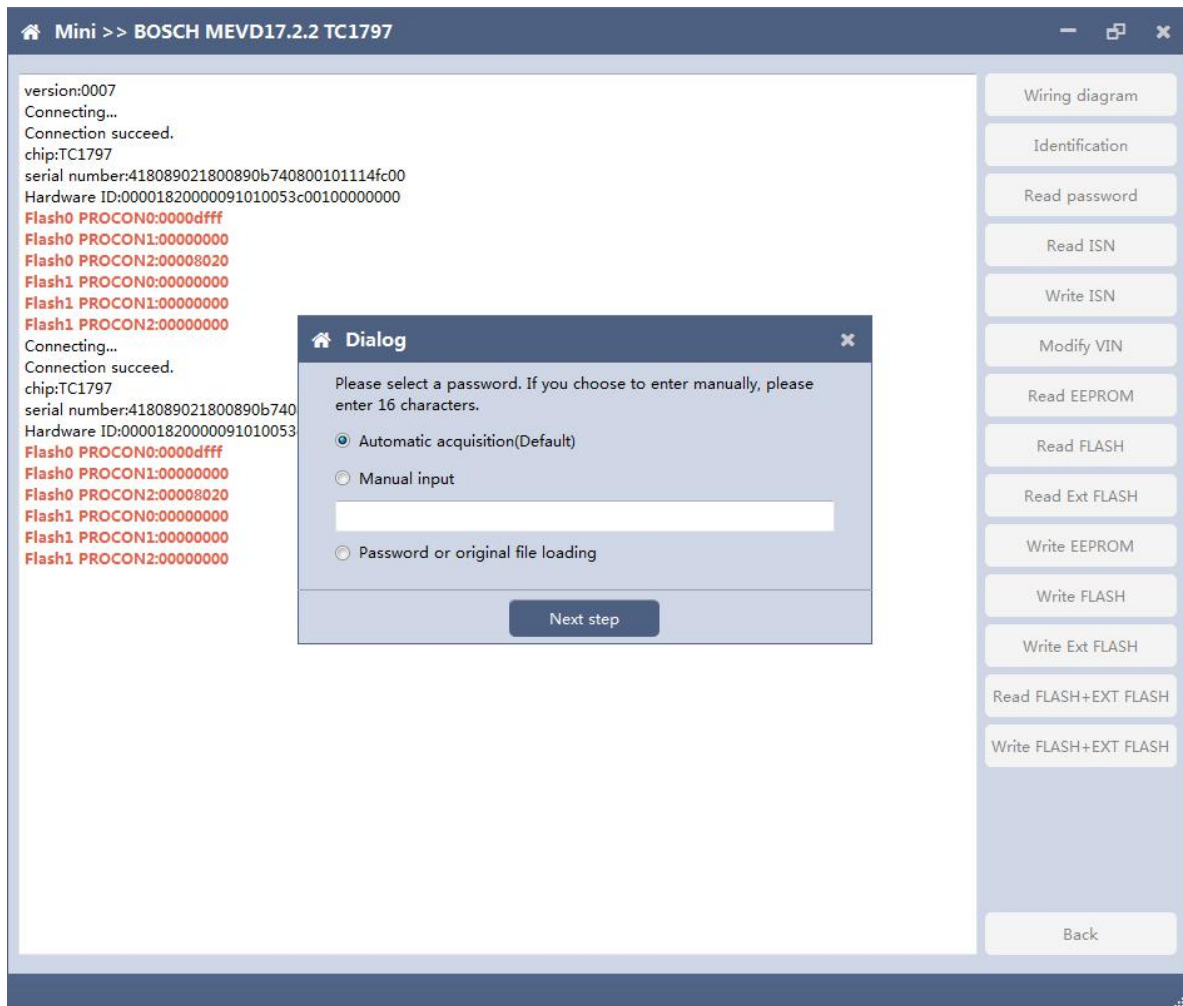 Mini >> BOSCH MEVD17.2.2 TC1797
version:0007
Connecting...
Connection succeed.
chip:TC1797
serial number:418089021800890b740800101114fc00
Hardware ID:00001820000091010053c00100000000
Flash0 PROCON0:0000dfff
Flash0 PROCON1:00000000
Flash0 PROCON2:00008020
Flash1 PROCON0:00000000
Flash1 PROCON1:00000000
Flash1 PROCON2:00000000
Connecting...
Connection succeed.
chip:TC1797
serial number:418089021800890b740
Hardware ID:00001820000091010053
Flash0 PROCON0:0000dfff
Flash0 PROCON1:00000000
Flash0 PROCON2:00008020
Flash1 PROCON0:00000000
Flash1 PROCON1:00000000
Flash1 PROCON2:00000000
Dialog
Please select a password. If you choose to enter manually, please
enter 16 characters.
Automatic acquisition(Default)
Manual input
Password or original file loading
Next step
Wiring diagram
Identification
Read password
Read ISN
Write ISN
Modify VIN
Read EEPROM
Read FLASH
Read Ext FLASH
Write EEPROM
Write FLASH
Write Ext FLASH
Read FLASH+EXT FLASH
Write FLASH+EXT FLASH
Back